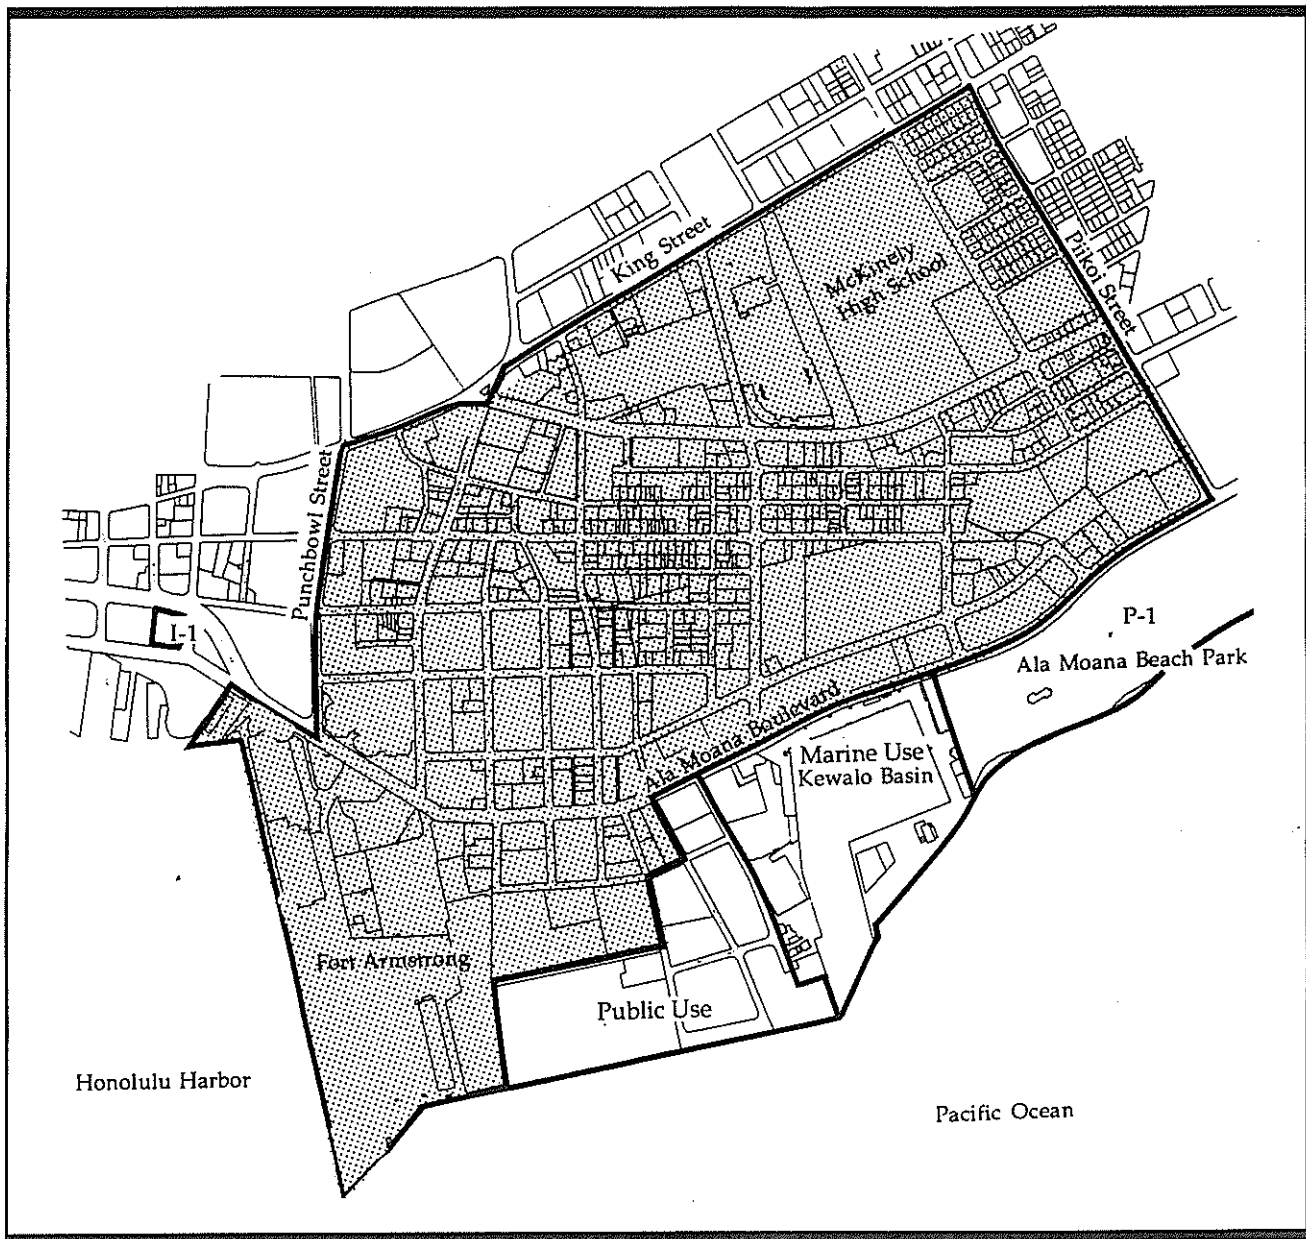 King Street
McKinely
High School
Piikoi Street
Punchbowl Street
I-1
P-1
Ala Moana Beach Park
Ala Moana Boulevard
Marine Use
Kewalo Basin
Fort Armstrong
Public Use
Honolulu Harbor
Pacific Ocean